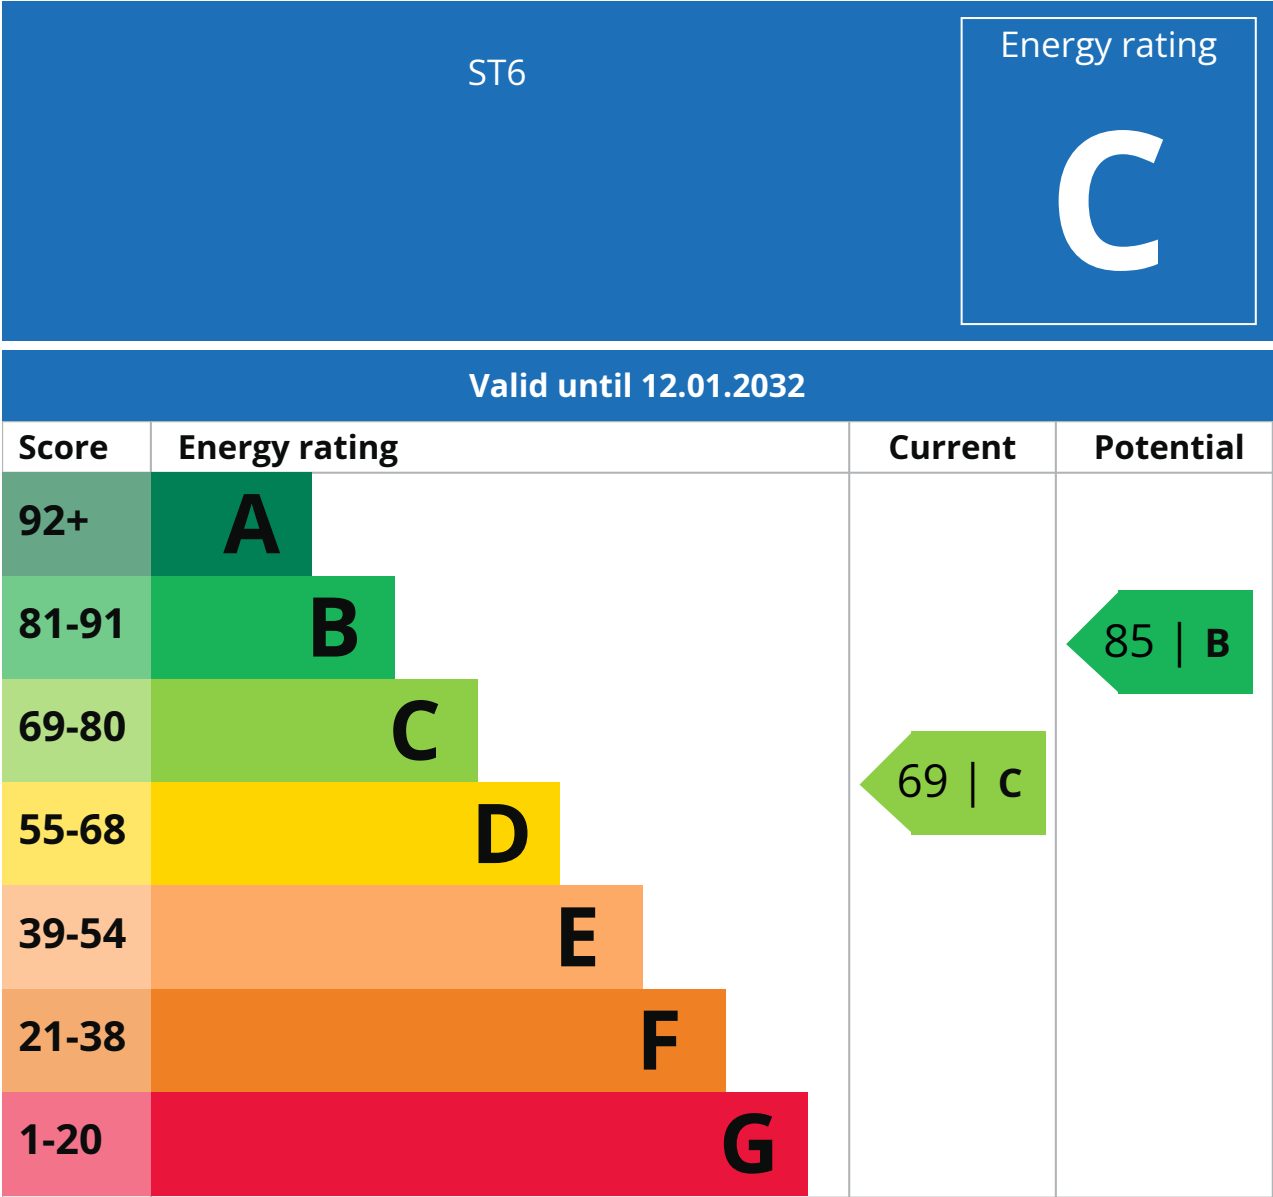 ST6
Energy rating
C
Valid until 12.01.2032
Score Energy rating Current Potential
92+ A
81-91 B 85 | B
69-80 C 69 | C
55-68 D
39-54 E
21-38 F
1-20 G